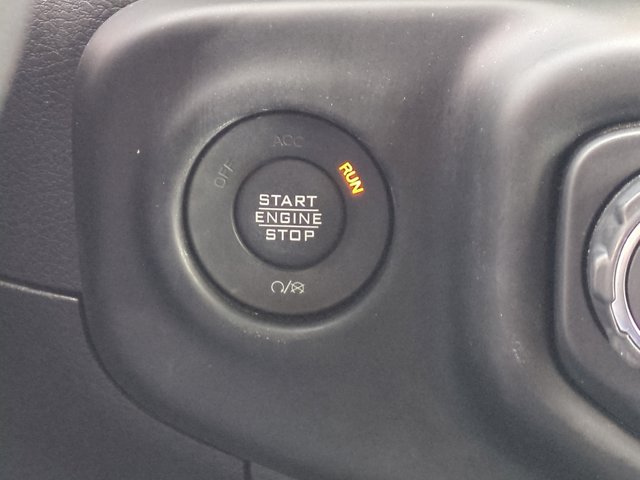 ACC
OFF
RUN
START
ENGINE
STOP